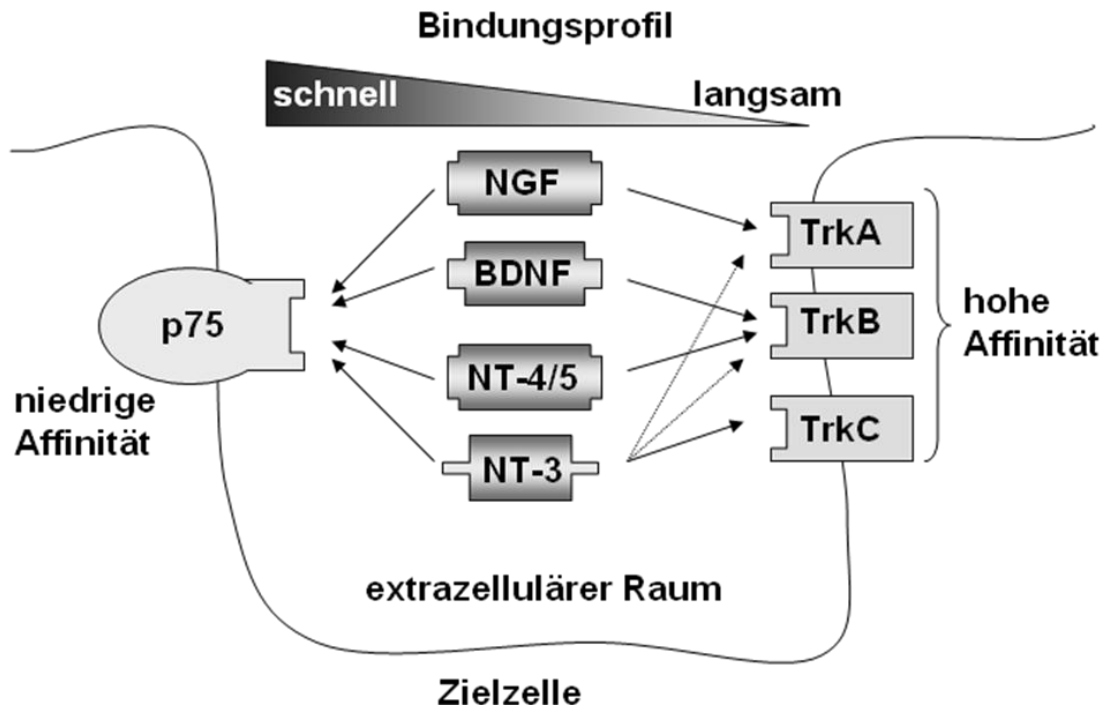 Bindungsprofil
schnell
langsam
NGF
BDNF
NT-4/5
NT-3
p75
TrkA
TrkB
TrkC
niedrige
Affinität
hohe
Affinität
extrazellulärer Raum
Zielzelle